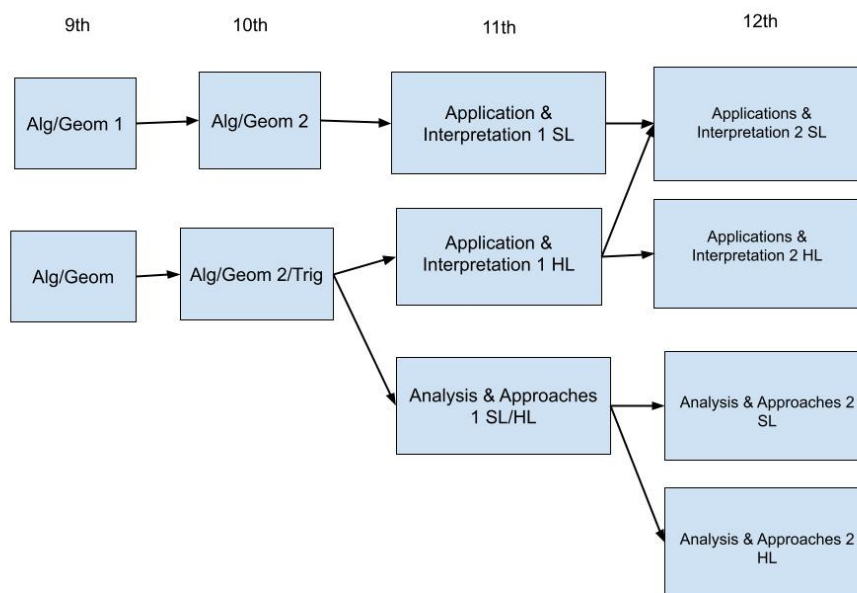 9th
10th
11th
12th
Alg/Geom 1
Alg/Geom 2
Application &
Interpretation 1 SL
Applications &
Interpretation 2 SL
Alg/Geom
Alg/Geom 2/Trig
Application &
Interpretation 1 HL
Applications &
Interpretation 2 HL
Analysis & Approaches
1 SL/HL
Analysis & Approaches 2
SL
Analysis & Approaches 2
HL